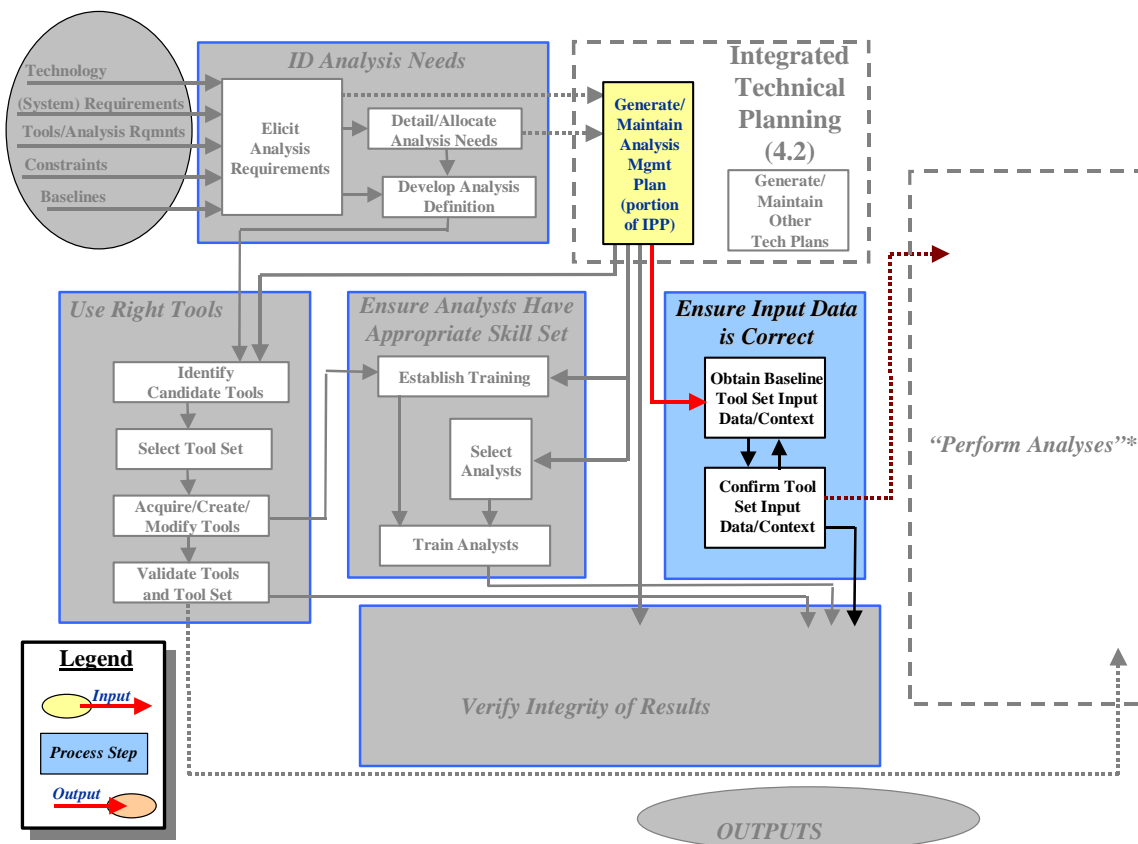 Technology
(System) Requirements
Tools/Analysis Rqmnts
Constraints
Baselines
ID Analysis Needs
Elicit
Analysis
Requirements
Detail/Allocate
Analysis Needs
Develop Analysis
Definition
Generate/
Maintain Analysis
Mgmt
Plan
(portion
of IPP)
Integrated
Technical
Planning
(4.2)
Generate/
Maintain
Other
Tech Plans
Use Right Tools
Identify
Candidate Tools
Select Tool Set
Acquire/Create/
Modify Tools
Validate Tools
and Tool Set
Ensure Analysts Have
Appropriate Skill Set
Establish Training
Select
Analysts
Train Analysts
Ensure Input Data
is Correct
Obtain Baseline
Tool Set Input
Data/Context
Confirm Tool
Set Input
Data/Context
“Perform Analyses”*
Verify Integrity of Results
Legend
Input
Process Step
Output
OUTPUTS